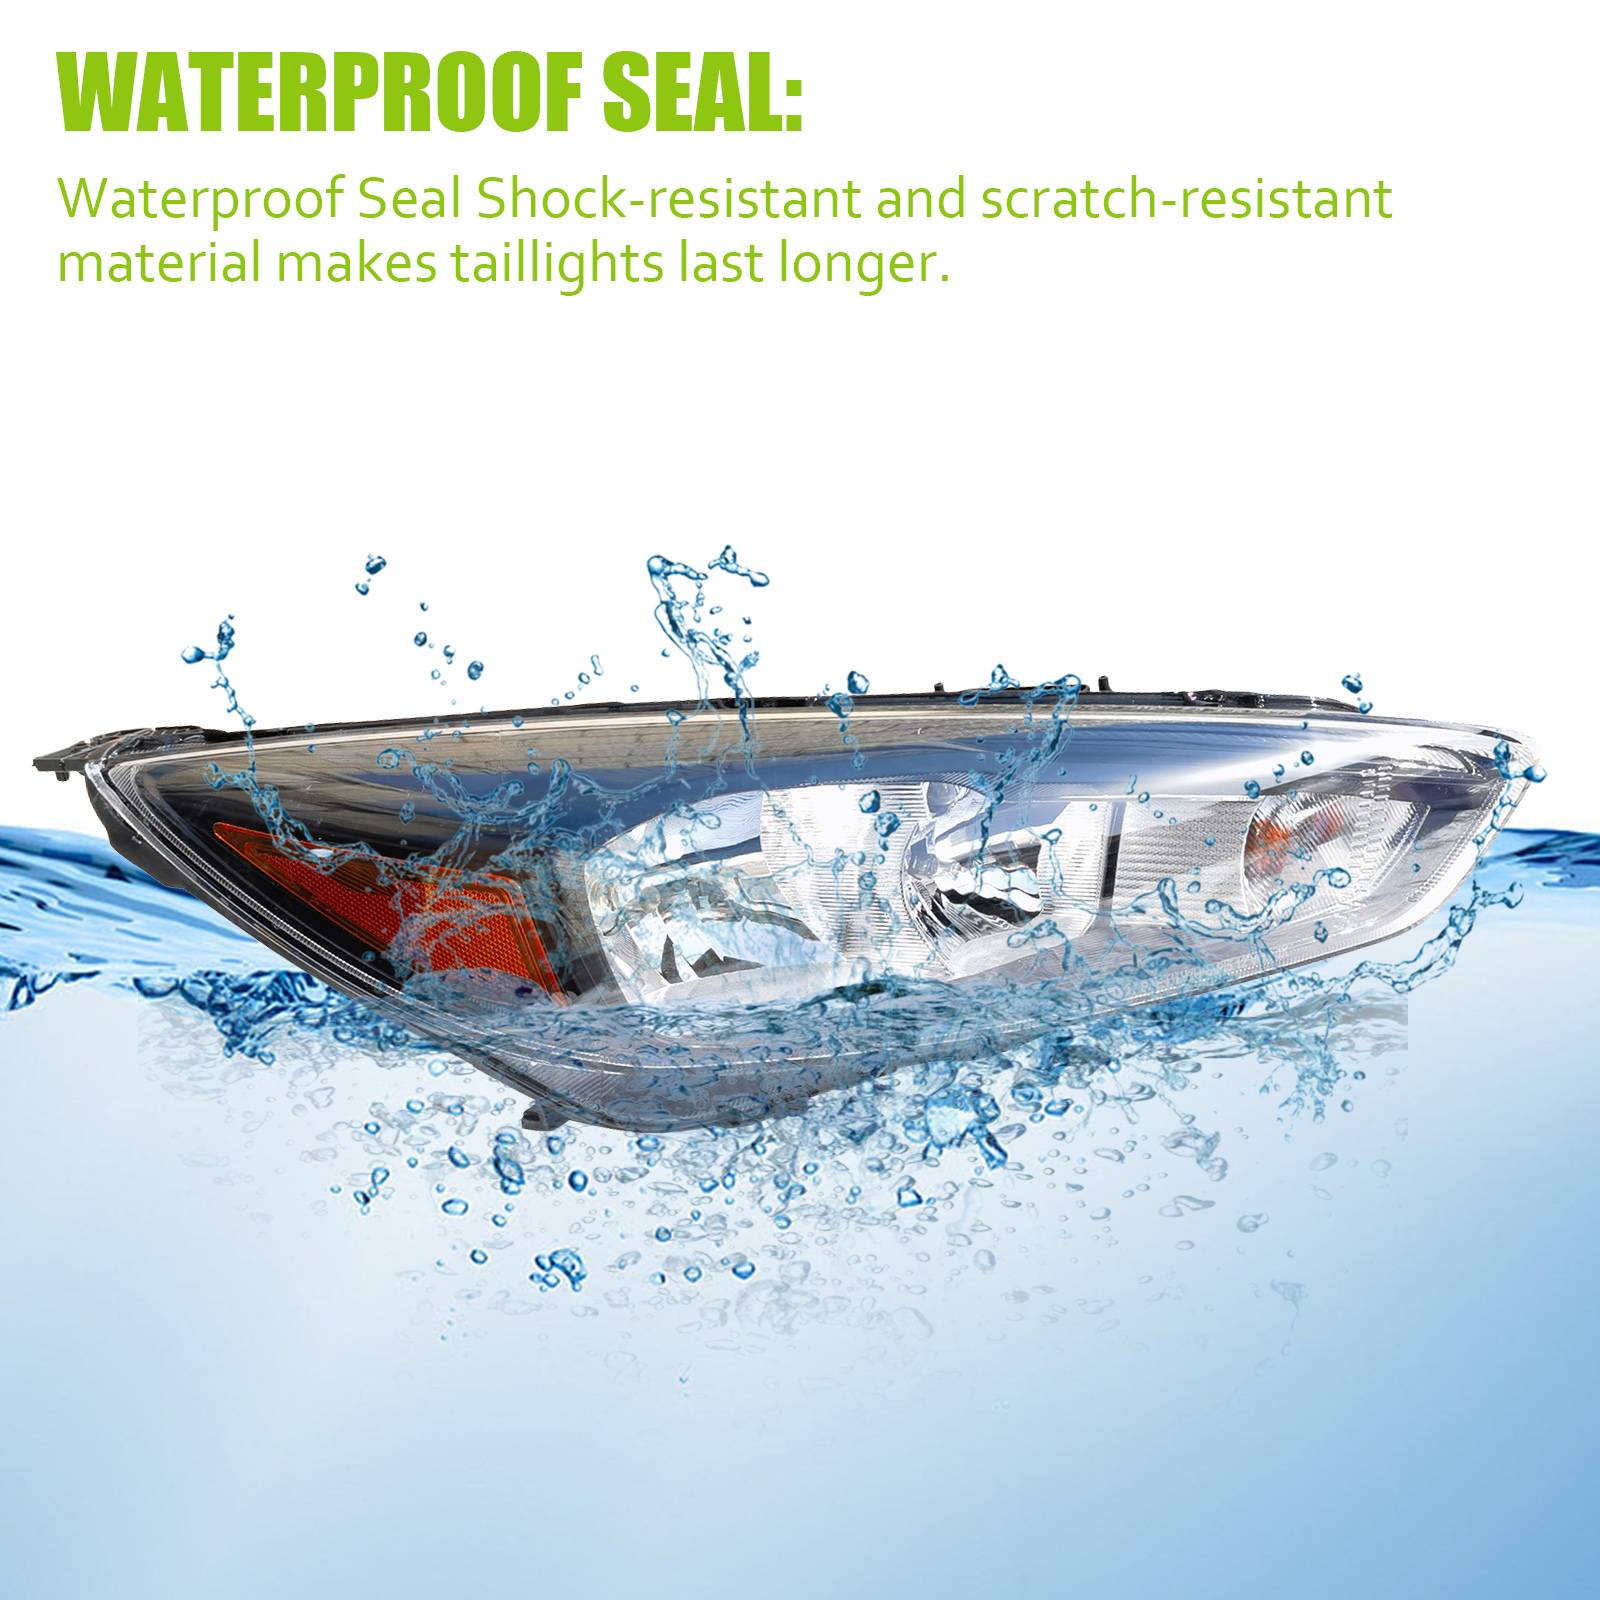 WATERPROOF SEAL:
Waterproof Seal Shock-resistant and scratch-resistant
material makes taillights last longer.